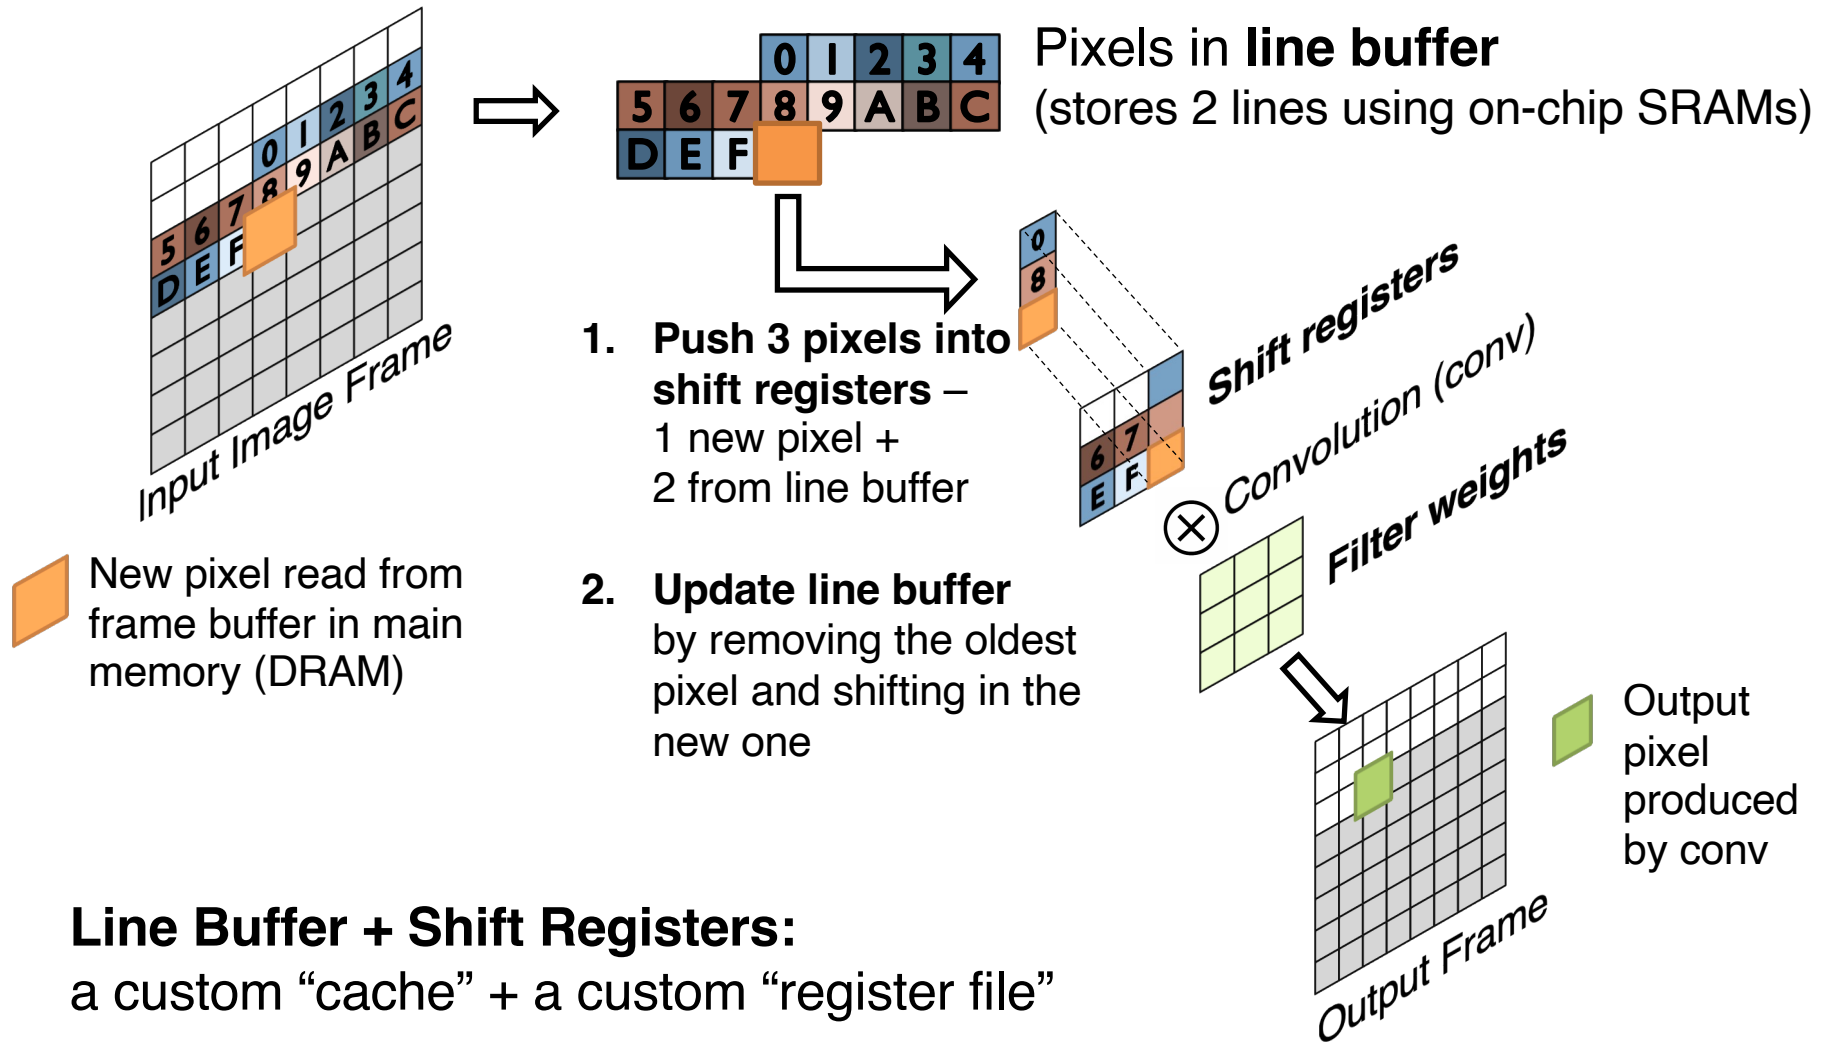 0 1 2 3 4
5 6 7 8 9 A B C
D E F
Input Image Frame
0 1 2 3 4
5 6 7 8 9 A B C
D E F
Pixels in line buffer
(stores 2 lines using on-chip SRAMs)
New pixel read from
frame buffer in main
memory (DRAM)
1. Push 3 pixels into
shift registers –
1 new pixel +
2 from line buffer
2. Update line buffer
by removing the oldest
pixel and shifting in the
new one
0
8
6 7
E F
Shift registers
Convolution (conv)
Filter weights
Output Frame
Output
pixel
produced
by conv
Line Buffer + Shift Registers:
a custom “cache” + a custom “register file”